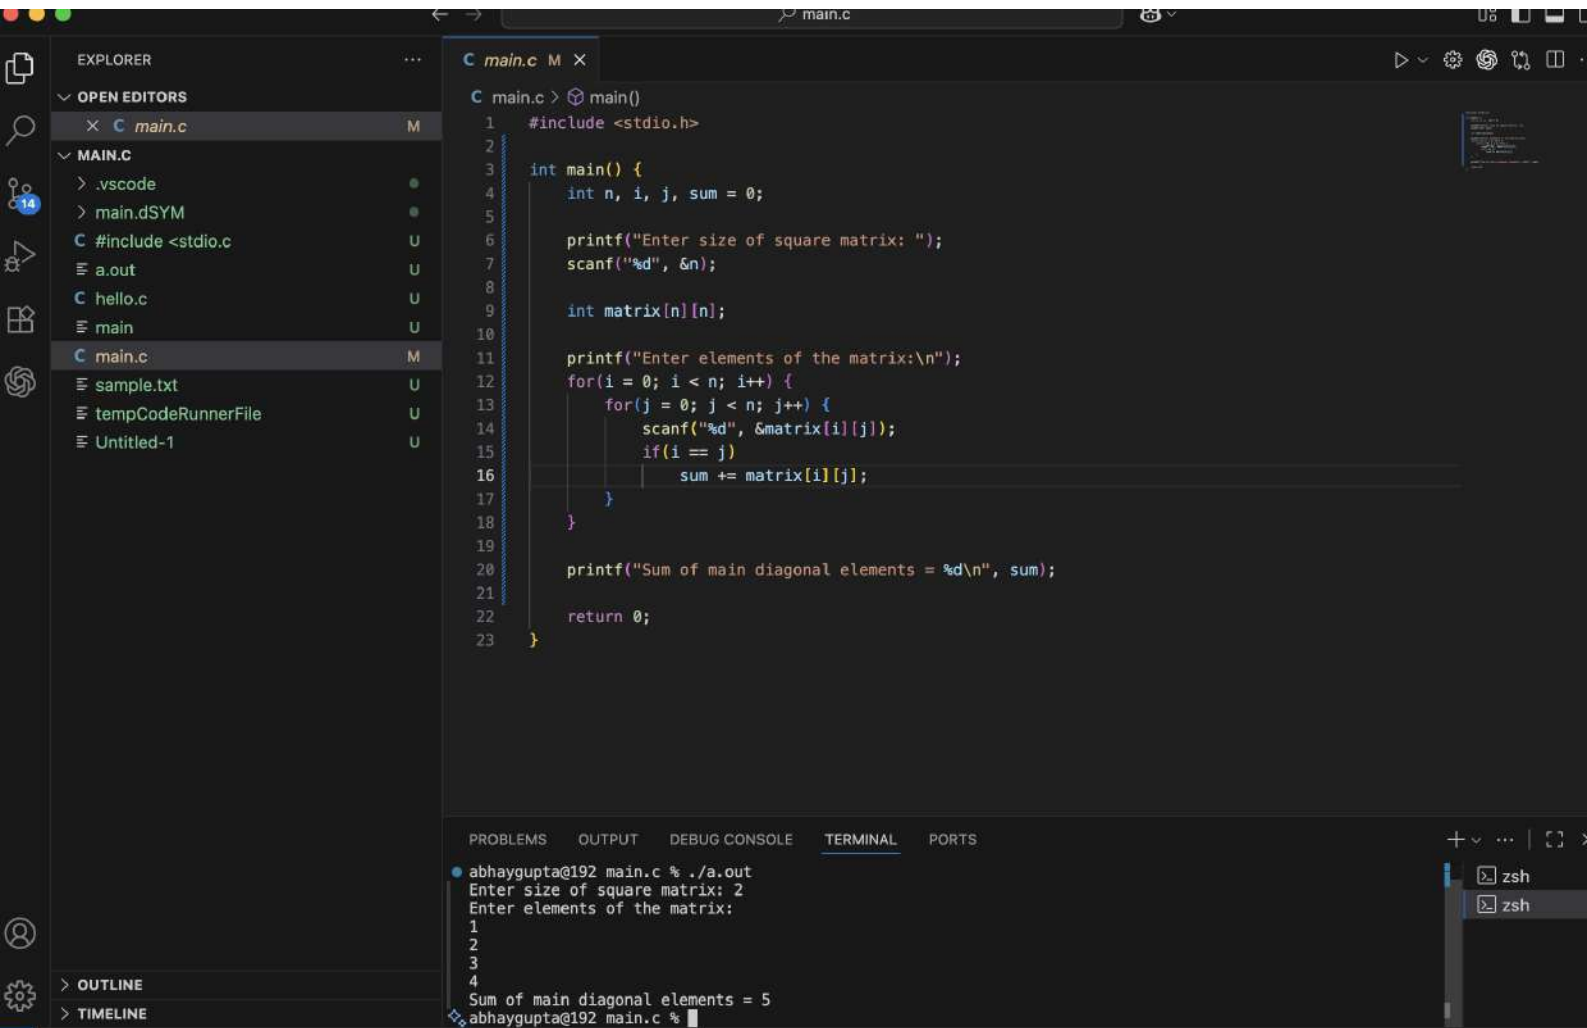 main.c
EXPLORER
OPEN EDITORS
C main.c M
MAIN.C
.vscode
main.dSYM
C #include <stdio.c U
a.out U
C hello.c U
main U
C main.c M
sample.txt U
tempCodeRunnerFile U
Untitled-1 U
OUTLINE
TIMELINE
14
C main.c M
C main.c > main()
1 #include <stdio.h>
2
3 int main() {
4 int n, i, j, sum = 0;
5
6 printf("Enter size of square matrix: ");
7 scanf("%d", &n);
8
9 int matrix[n][n];
10
11 printf("Enter elements of the matrix:\n");
12 for(i = 0; i < n; i++) {
13 for(j = 0; j < n; j++) {
14 scanf("%d", &matrix[i][j]);
15 if(i == j)
16 sum += matrix[i][j];
17 }
18 }
19
20 printf("Sum of main diagonal elements = %d\n", sum);
21
22 return 0;
23 }
PROBLEMS OUTPUT DEBUG CONSOLE TERMINAL PORTS
abhaygupta@192 main.c % ./a.out
Enter size of square matrix: 2
Enter elements of the matrix:
1
2
3
4
Sum of main diagonal elements = 5
abhaygupta@192 main.c %
zsh
zsh